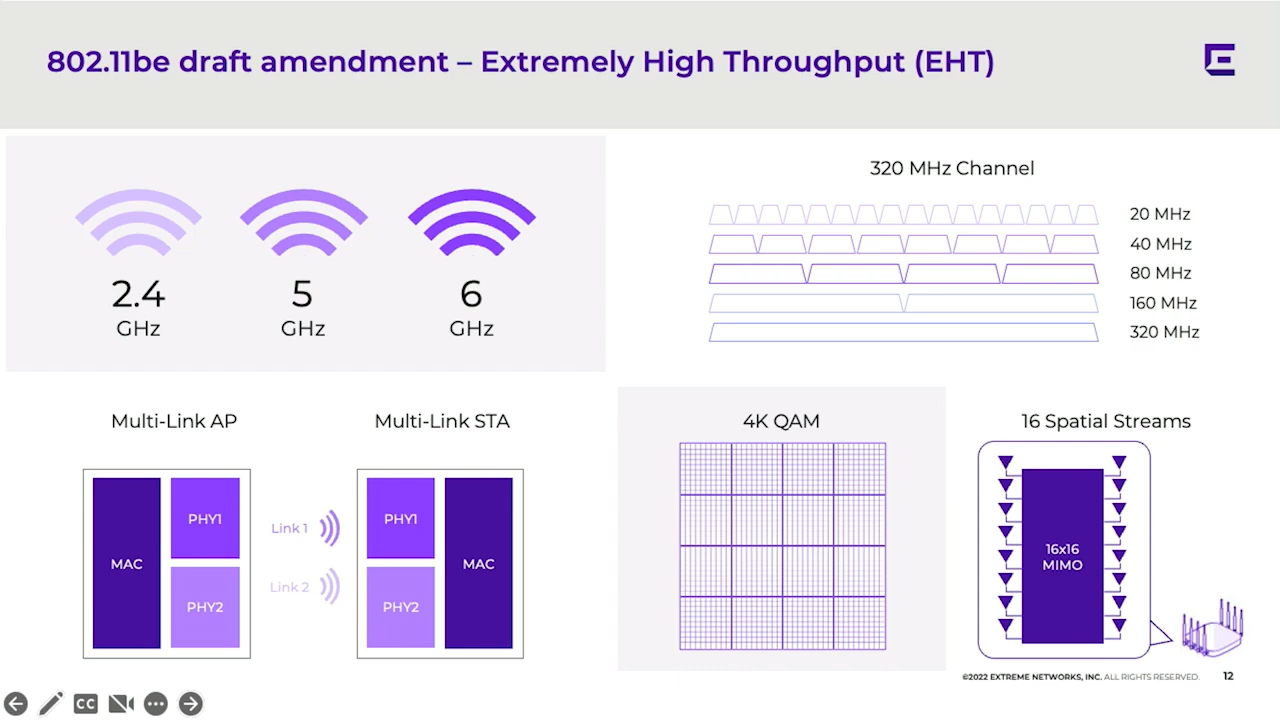 802.11be draft amendment – Extremely High Throughput (EHT)
2.4
GHz
5
GHz
6
GHz
320 MHz Channel
20 MHz
40 MHz
80 MHz
160 MHz
320 MHz
Multi-Link AP
MAC
PHY1
PHY2
Link 1
Link 2
Multi-Link STA
PHY1
PHY2
MAC
4K QAM
16 Spatial Streams
16x16
MIMO
©2022 EXTREME NETWORKS, INC. ALL RIGHTS RESERVED.
12
CC